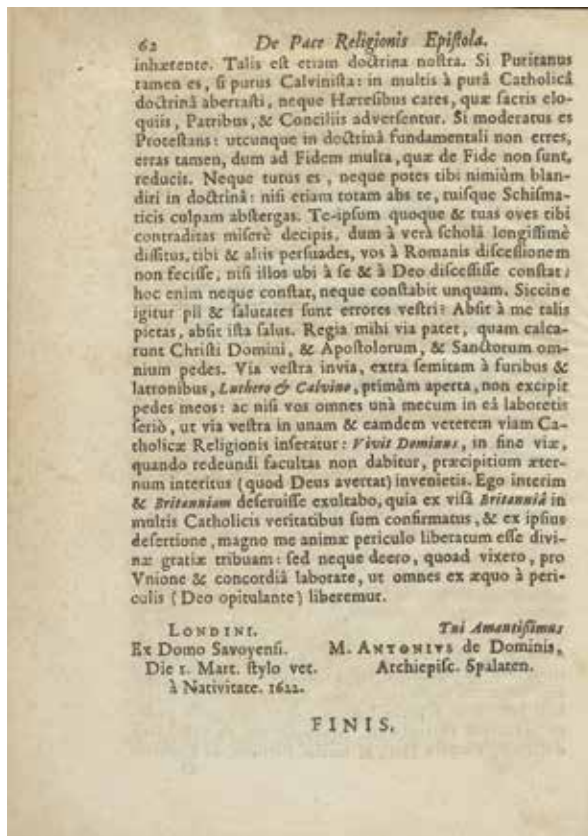 62 De Pace Religionis Epistola.
inhærente. Talis est etiam doctrina nostra. Si Puritanus
tamen es, si purus Calvinista: in multis à purâ Catholicâ
doctrinâ aberrasti, neque Hæresibus cares, quæ sacris elo-
quiis, Patribus, & Conciliis adversentur. Si moderatus es
Protestans: utcunque in doctrinâ fundamentali non erres,
erras tamen, dum ad Fidem multa, quæ de Fide non sunt,
reducis. Neque tutus es, neque potes tibi nimiùm blan-
diri in doctrinâ: nisi etiam totam abs te, tuisque Schisma-
ticis culpam abstergas. Te-ipsum quoque & tuas oves tibi
contraditas miserè decipis, dum à verâ scholâ longissimè
dissitus, tibi & aliis persuades, vos à Romanis discessionem
non fecisse, nisi illos ubi à se & à Deo discessisse constat:
hoc enim neque constat, neque constabit unquam. Siccine
igitur pii & salutares sunt errores vestri? Absit à me talis
pietas, absit ista salus. Regia mihi via patet, quam calca-
runt Christi Domini, & Apostolorum, & Sanctorum om-
nium pedes. Via vestra invia, extra semitam à furibus &
latronibus, Luthero & Calvino, primùm aperta, non excipit
pedes meos: ac nisi vos omnes unà mecum in eâ laboretis
seriò, ut via vestra in unam & eamdem veterem viam Ca-
tholicæ Religionis inseratur: Vivit Dominus, in fine viæ,
quando redeundi facultas non dabitur, præcipitium æter-
num interitus (quod Deus avertat) invenietis. Ego interim
& Britanniam deseruisse exultabo, quia ex visâ Britanniâ in
multis Catholicis veritatibus sum confirmatus, & ex ipsius
desertione, magno me animæ periculo liberatum esse divi-
næ gratiæ tribuam: sed neque deero, quoad vixero, pro
Vnione & concordiâ laborare, ut omnes ex æquo à peri-
culis (Deo opitulante) liberemur.
LONDINI. Tui Amantissimus
Ex Domo Savoyensi. M. ANTONIVS de Dominis,
Die 1. Mart. stylo vet. Archiepisc. Spalaten.
à Nativitate. 1622.
FINIS.